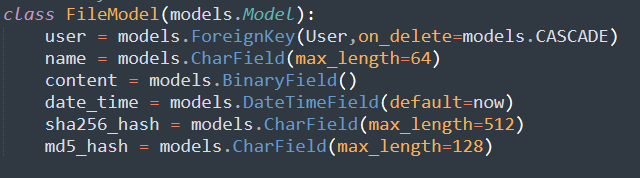 class FileModel(models.Model):
    user = models.ForeignKey(User,on_delete=models.CASCADE)
    name = models.CharField(max_length=64)
    content = models.BinaryField()
    date_time = models.DateTimeField(default=now)
    sha256_hash = models.CharField(max_length=512)
    md5_hash = models.CharField(max_length=128)